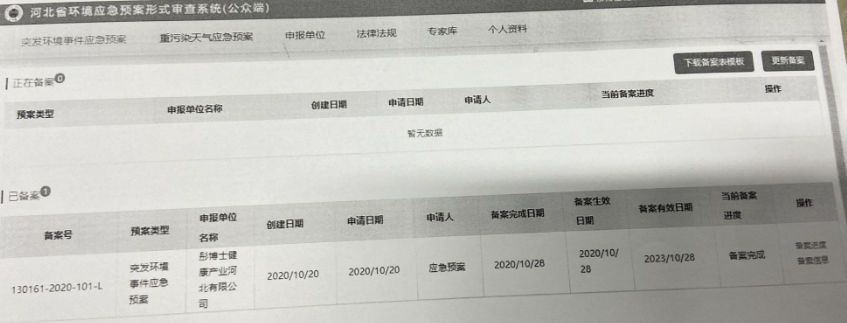 河北省环境应急预案形式审查系统(公众端)
突发环境事件应急预案 重污染天气应急预案 申报单位 法律法规 专家库 个人资料
正在备案0
下载备案表模板 更新备案
预案类型 申报单位名称 创建日期 申请日期 申请人 当前备案进度 操作
暂无数据
已备案1
备案号 预案类型 申报单位名称 创建日期 申请日期 申请人 备案完成日期 备案生效日期 备案有效日期 当前备案进度 操作
130161-2020-101-L 突发环境事件应急预案 彭博士健康产业河北有限公司 2020/10/20 2020/10/20 应急预案 2020/10/28 2020/10/28 2023/10/28 备案完成 备案进度 备案信息